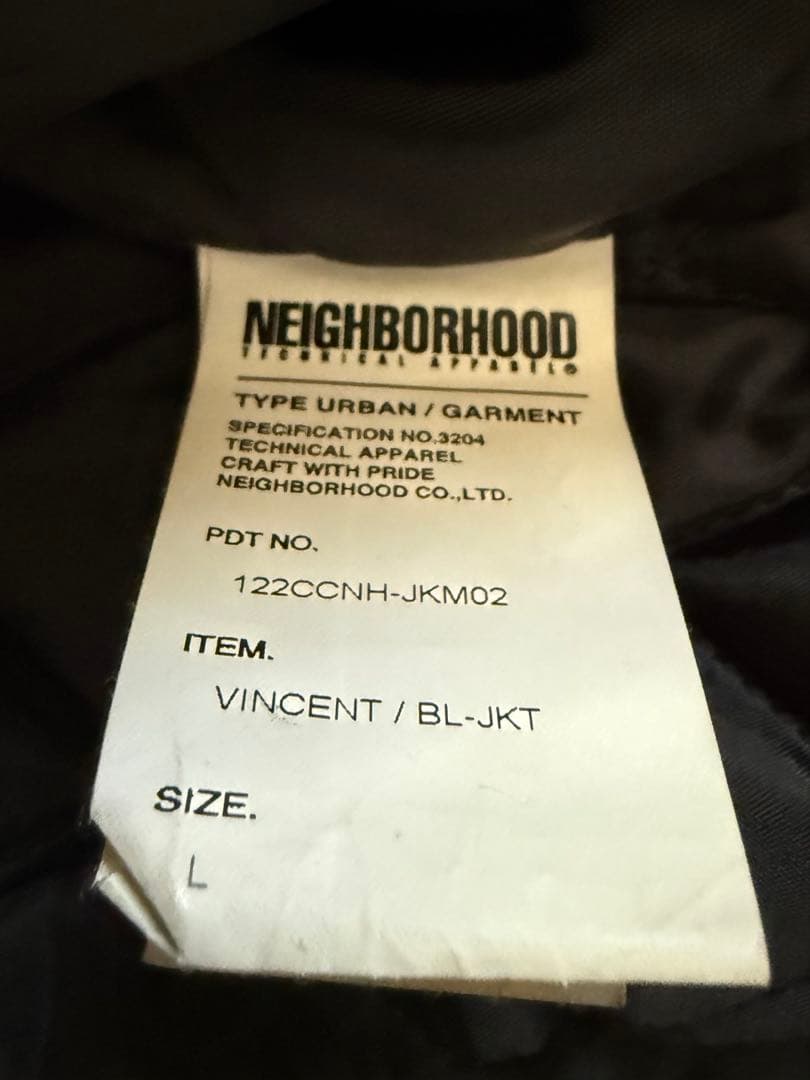 NEIGHBORHOOD
TECHNICAL APPAREL®
TYPE URBAN / GARMENT
SPECIFICATION NO.3204
TECHNICAL APPAREL
CRAFT WITH PRIDE
NEIGHBORHOOD CO.,LTD.
PDT NO.
122CCNH-JKM02
ITEM.
VINCENT / BL-JKT
SIZE.
L